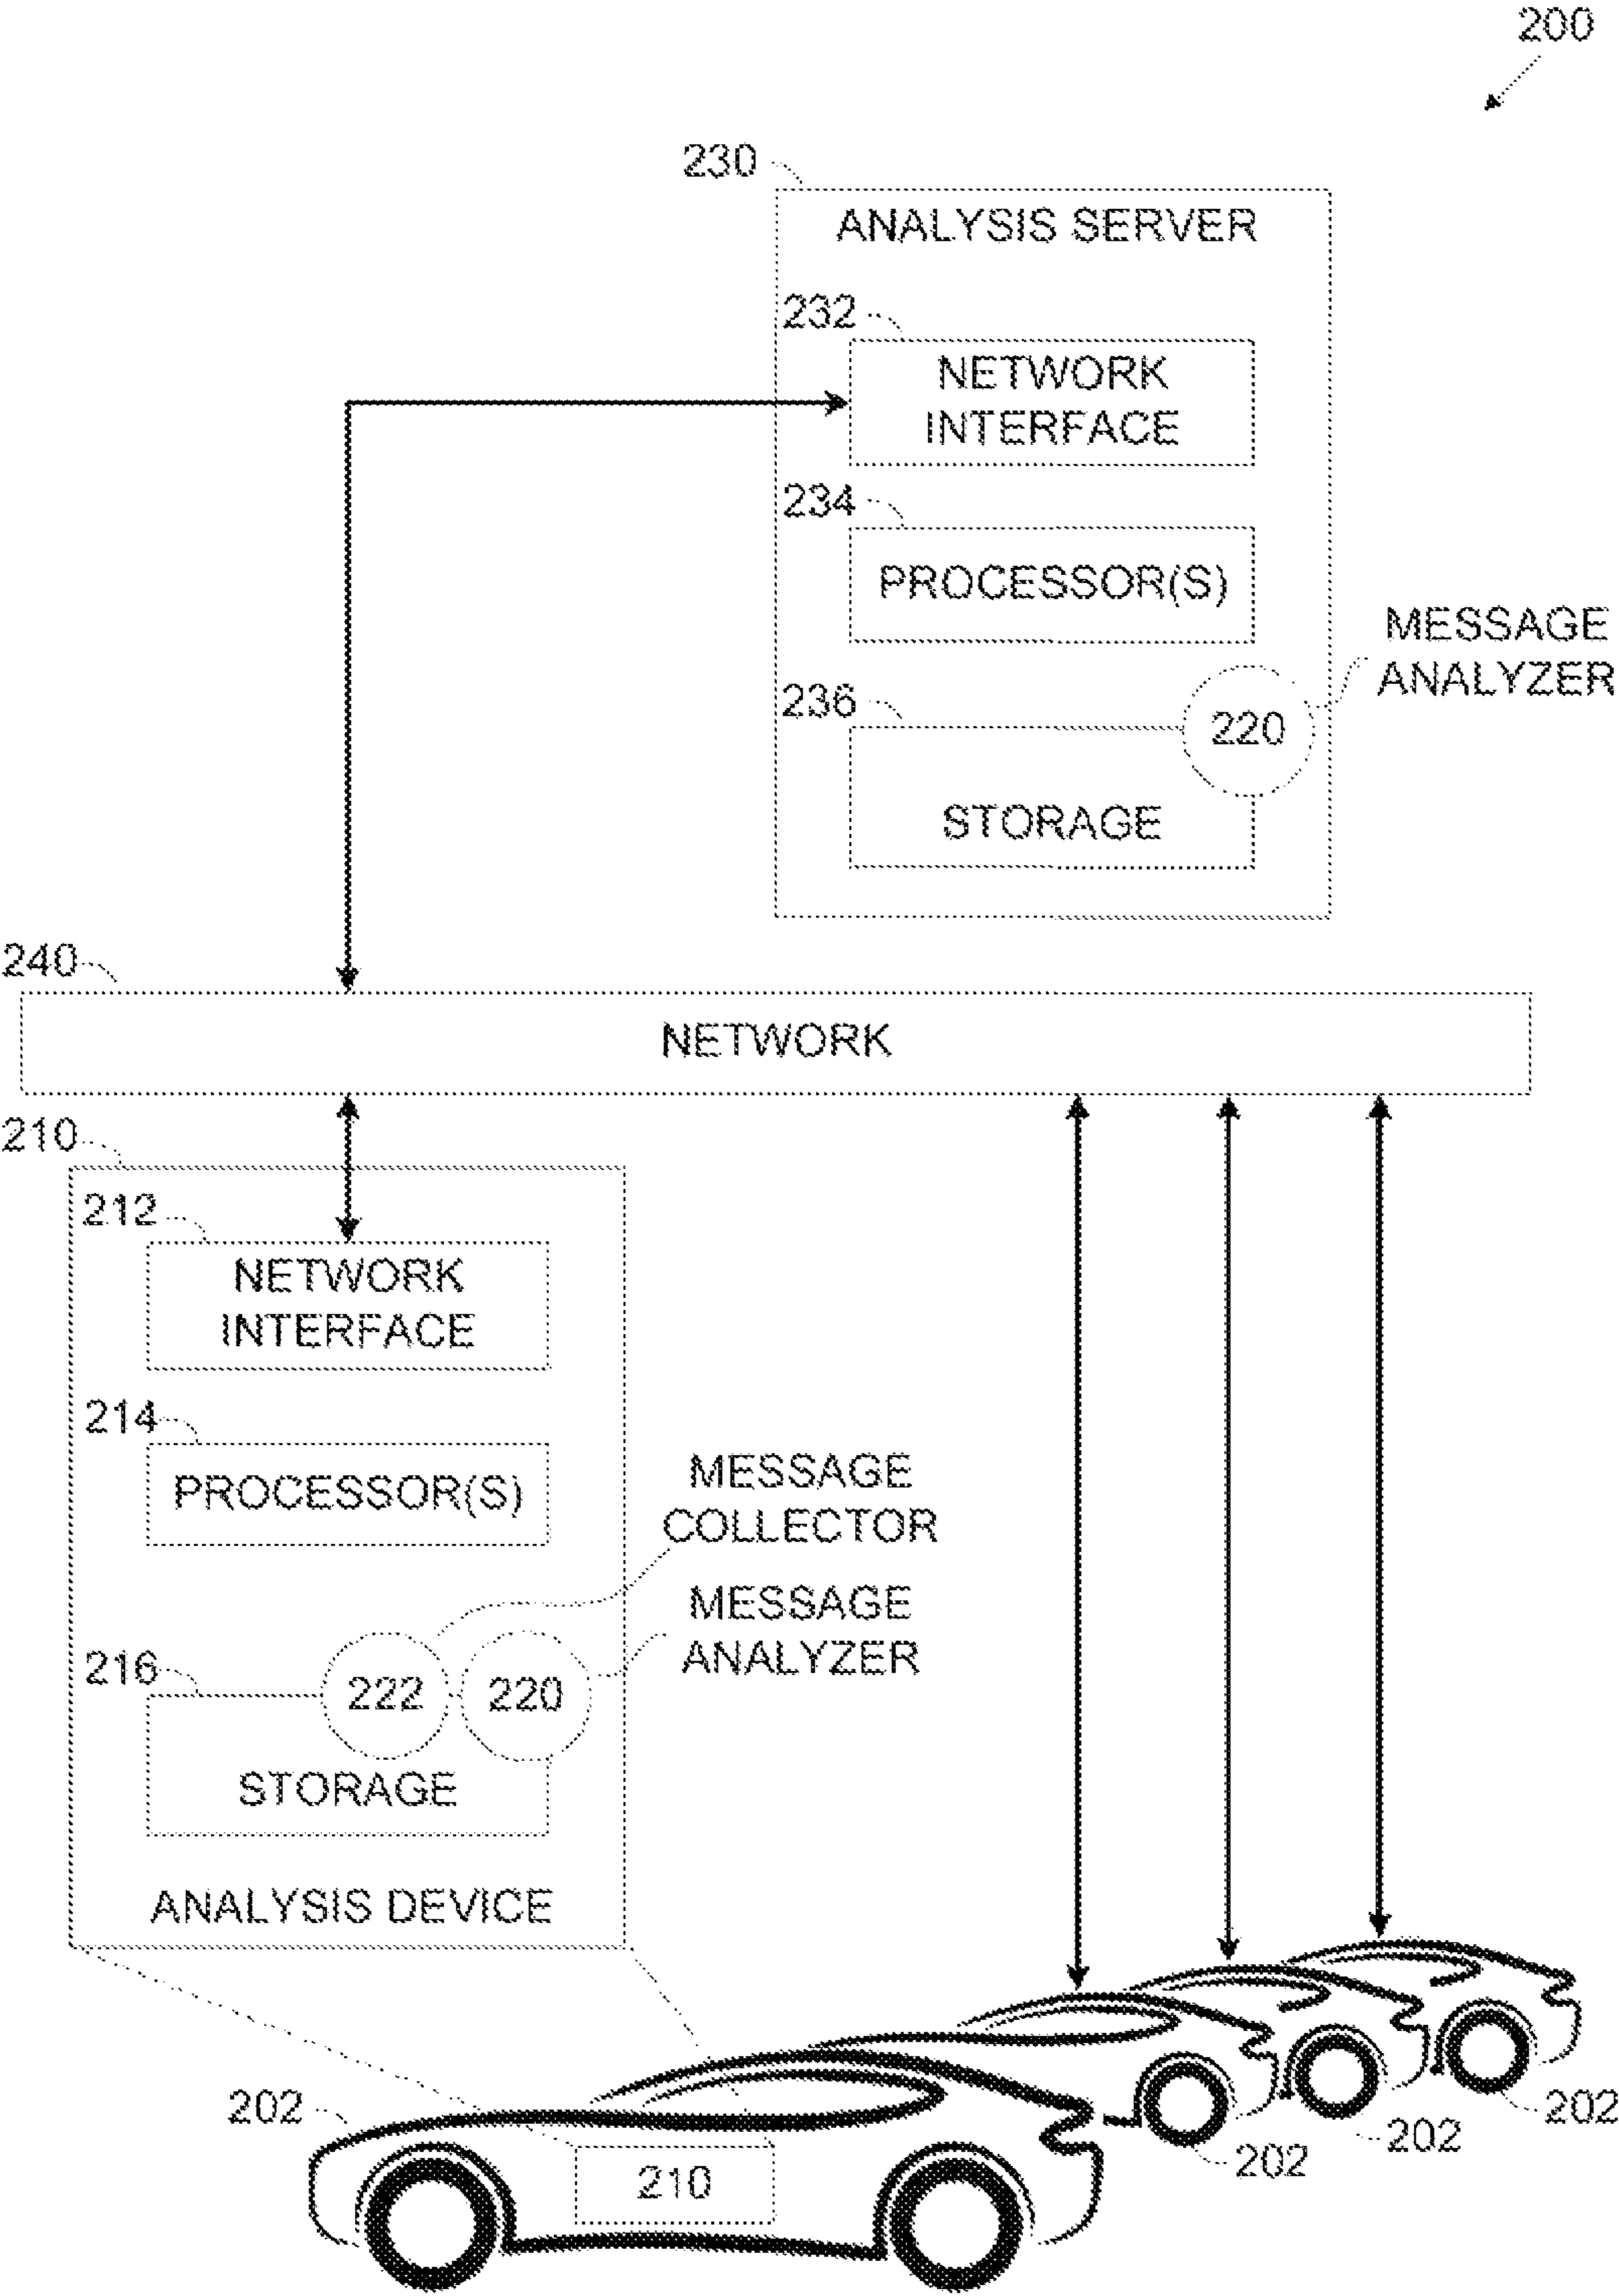 200
230
ANALYSIS SERVER
232
NETWORK
INTERFACE
234
PROCESSOR(S)
MESSAGE
ANALYZER
236
220
STORAGE
240
NETWORK
210
212
NETWORK
INTERFACE
214
PROCESSOR(S)
MESSAGE
COLLECTOR
MESSAGE
ANALYZER
216
222
220
STORAGE
ANALYSIS DEVICE
202
210
202
202
202